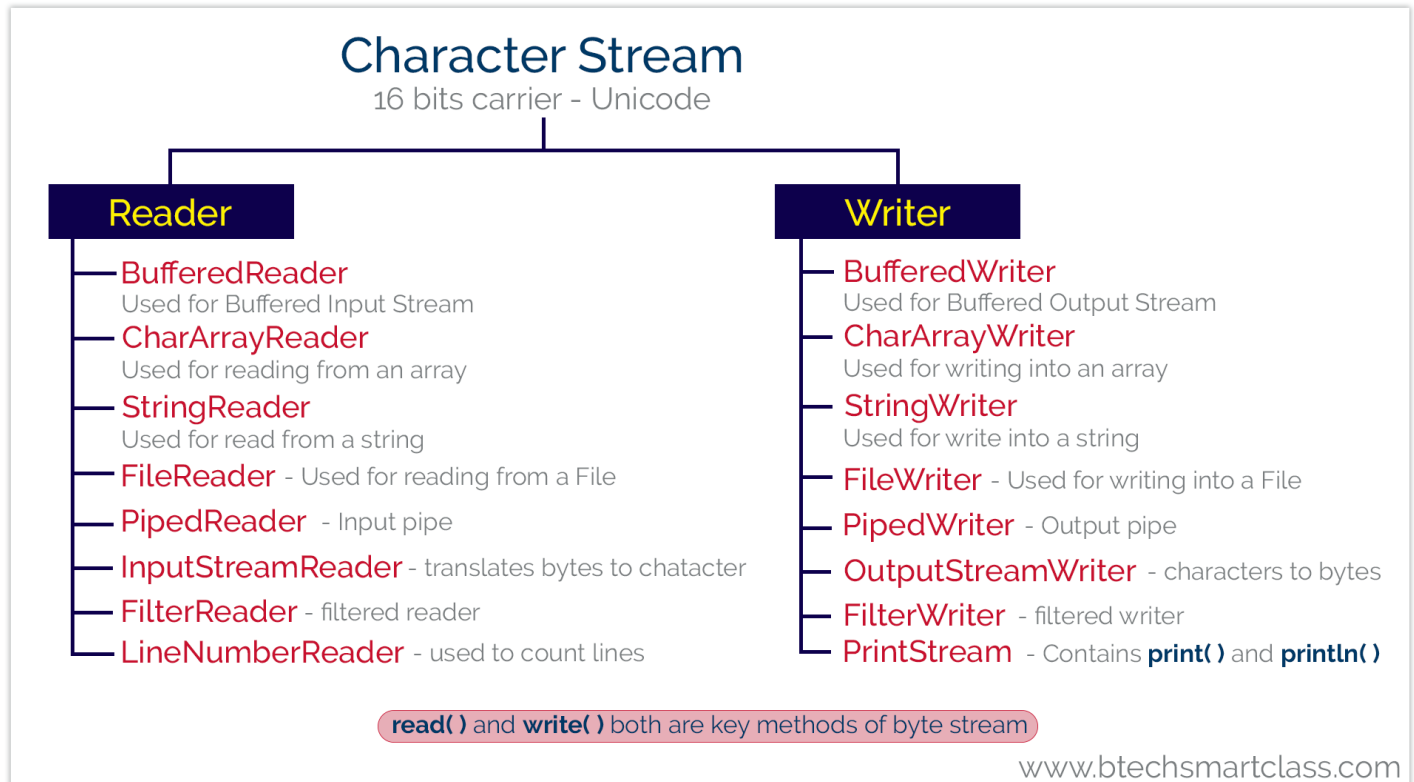 Character Stream
16 bits carrier - Unicode
Reader
BufferedReader
Used for Buffered Input Stream
CharArrayReader
Used for reading from an array
StringReader
Used for read from a string
FileReader - Used for reading from a File
PipedReader - Input pipe
InputStreamReader - translates bytes to chatacter
FilterReader - filtered reader
LineNumberReader - used to count lines
Writer
BufferedWriter
Used for Buffered Output Stream
CharArrayWriter
Used for writing into an array
StringWriter
Used for write into a string
FileWriter - Used for writing into a File
PipedWriter - Output pipe
OutputStreamWriter - characters to bytes
FilterWriter - filtered writer
PrintStream - Contains print( ) and println( )
read( ) and write( ) both are key methods of byte stream
www.btechsmartclass.com